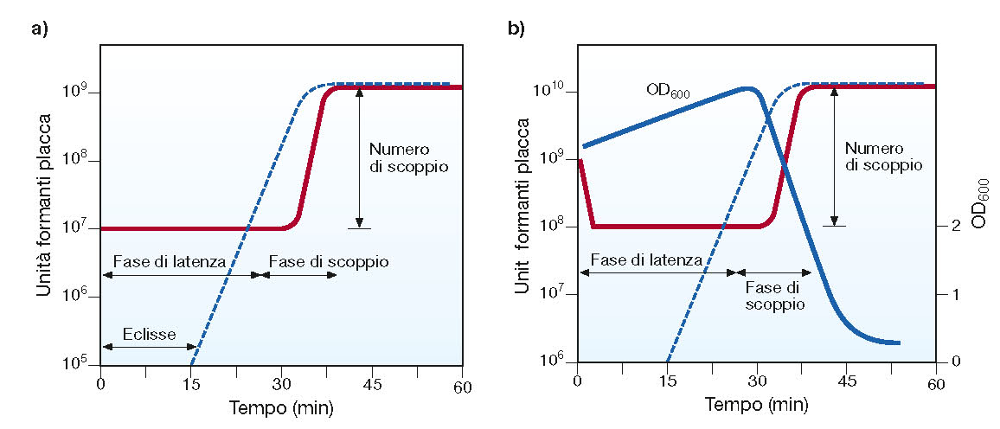 a)
Unità formanti placca
10⁹
10⁸
10⁷
10⁶
10⁵
Numero
di scoppio
Fase di latenza
Fase di scoppio
Eclisse
0
15
30
45
60
Tempo (min)
b)
Unit formanti placca
10¹⁰
10⁹
10⁸
10⁷
10⁶
OD₆₀₀
Numero
di scoppio
Fase di latenza
Fase di
scoppio
2
1
0
OD₆₀₀
0
15
30
45
60
Tempo (min)